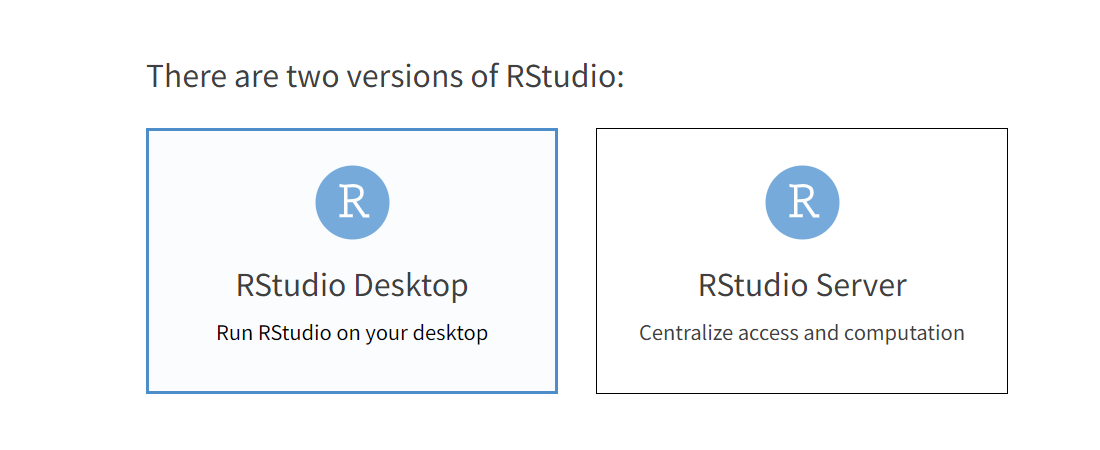 There are two versions of RStudio:
R
RStudio Desktop
Run RStudio on your desktop
R
RStudio Server
Centralize access and computation